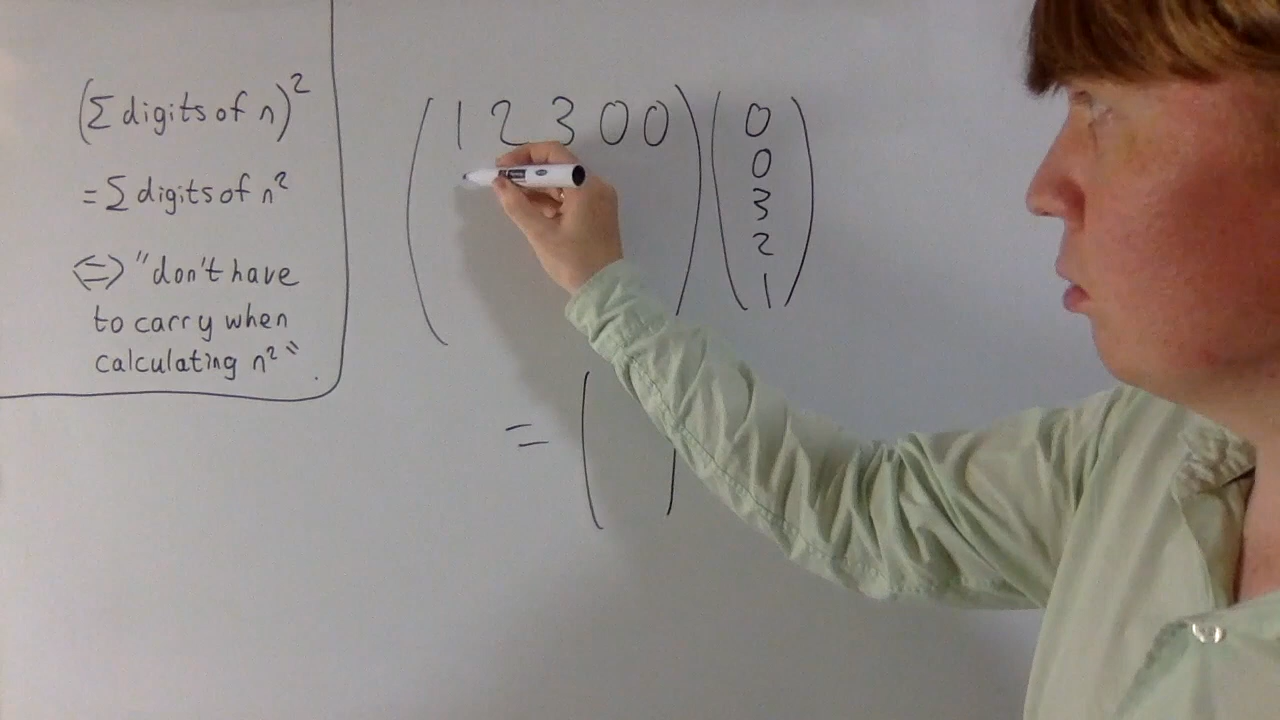 (Σ digits of n)²
= Σ digits of n²
⇔ "don't have
to carry when
calculating n²"
( 1 2 3 0 0 ) ( 0
0
3
2
1 )
= ( )